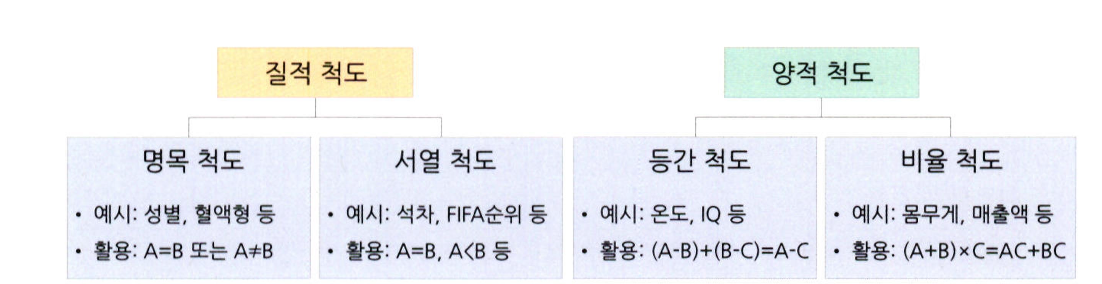 질적 척도
양적 척도
명목 척도
• 예시: 성별, 혈액형 등
• 활용: A=B 또는 A≠B
서열 척도
• 예시: 석차, FIFA순위 등
• 활용: A=B, A<B 등
등간 척도
• 예시: 온도, IQ 등
• 활용: (A-B)+(B-C)=A-C
비율 척도
• 예시: 몸무게, 매출액 등
• 활용: (A+B)×C=AC+BC